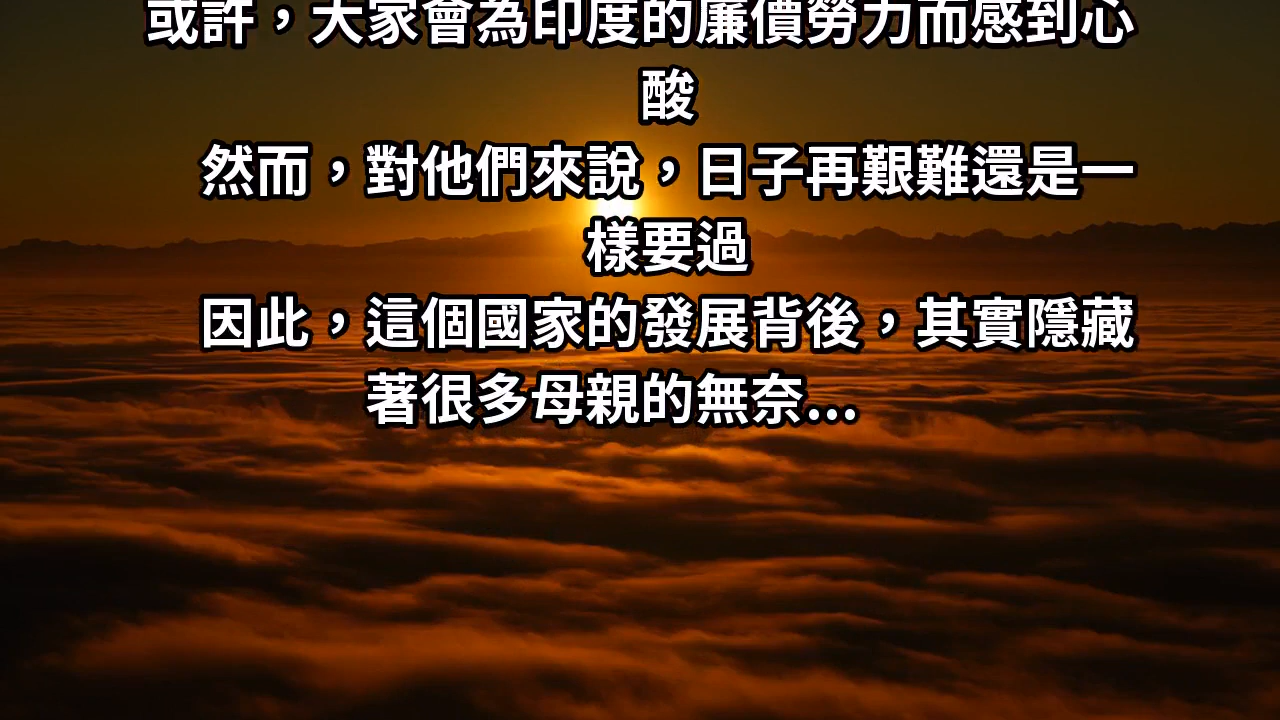 或許，大家會為印度的廉價勞力而感到心
酸
然而，對他們來說，日子再艱難還是一
樣要過
因此，這個國家的發展背後，其實隱藏
著很多母親的無奈...